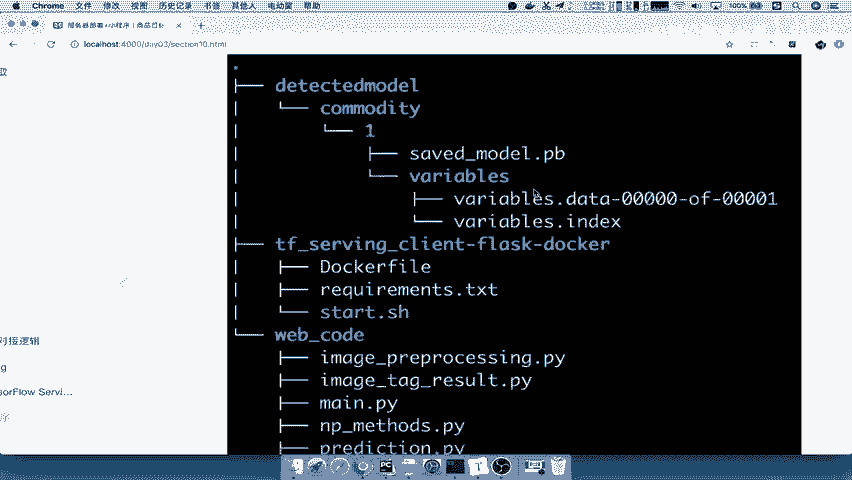 Chrome 文件 修改 视图 历史记录 书签 其他人 电动窗 帮助
100%
localhost:4000/day03/section10.html
取
.
├── detectedmodel
│   └── commodity
│       └── 1
│           ├── saved_model.pb
│           └── variables
│               ├── variables.data-00000-of-00001
│               └── variables.index
├── tf_serving_client-flask-docker
│   ├── Dockerfile
│   ├── requirements.txt
│   └── start.sh
└── web_code
    ├── image_preprocessing.py
    ├── image_tag_result.py
    ├── main.py
    ├── np_methods.py
    ├── prediction.py
对接逻辑
sorFlow Servi...